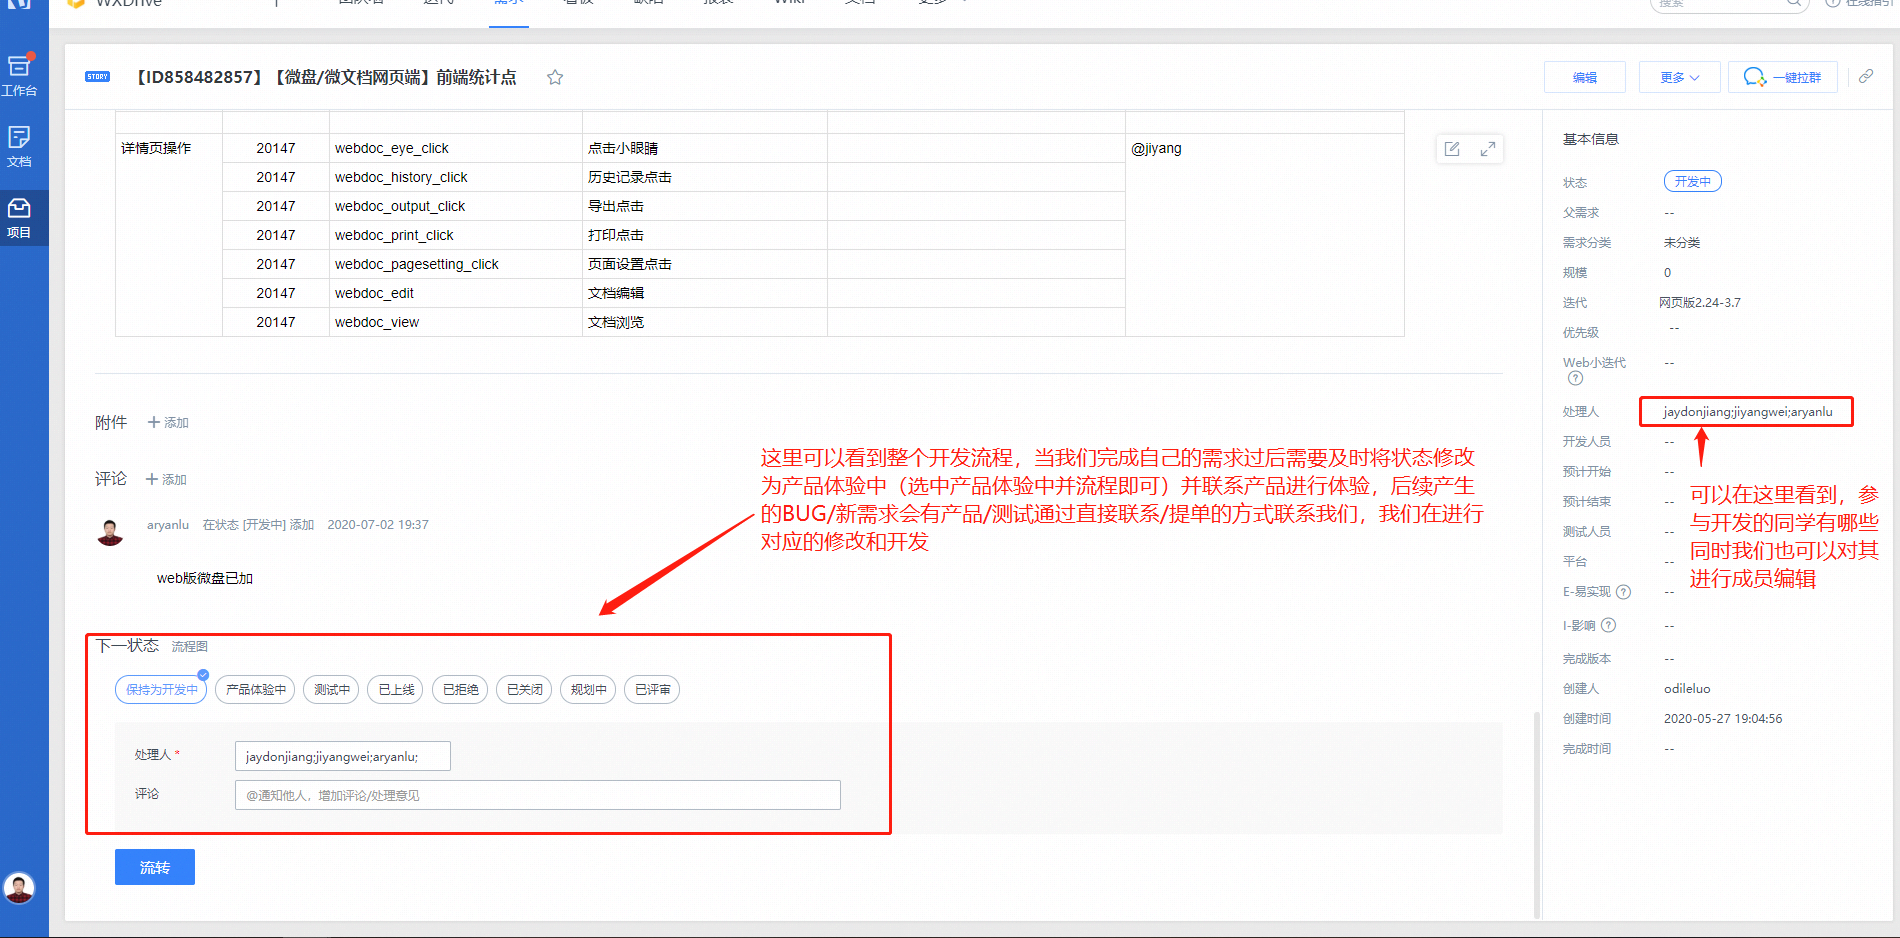 WXDrive
需求
Wiki
更多
搜索
工作台
文档
项目
STORY
【ID858482857】【微盘/微文档网页端】前端统计点
编辑
更多
一键拉群
详情页操作 20147 webdoc_eye_click 点击小眼睛 @jiyang
20147 webdoc_history_click 历史记录点击
20147 webdoc_output_click 导出点击
20147 webdoc_print_click 打印点击
20147 webdoc_pagesetting_click 页面设置点击
20147 webdoc_edit 文档编辑
20147 webdoc_view 文档浏览
附件 + 添加
评论 + 添加
aryanlu 在状态 [开发中] 添加 2020-07-02 19:37
web版微盘已加
这里可以看到整个开发流程，当我们完成自己的需求过后需要及时将状态修改
为产品体验中（选中产品体验中并流程即可）并联系产品进行体验，后续产生
的BUG/新需求会有产品/测试通过直接联系/提单的方式联系我们，我们在进行
对应的修改和开发
下一状态 流程图
保持为开发中 产品体验中 测试中 已上线 已拒绝 已关闭 规划中 已评审
处理人 * jaydonjiang;jiyangwei;aryanlu;
评论 @通知他人，增加评论/处理意见
流转
基本信息
状态 开发中
父需求 --
需求分类 未分类
规模 0
迭代 网页版2.24-3.7
优先级 --
Web小迭代 --
处理人 jaydonjiang;jiyangwei;aryanlu
开发人员 --
预计开始 --
预计结束 --
测试人员 --
平台 --
E-易实现 --
I-影响 --
完成版本 --
创建人 odileluo
创建时间 2020-05-27 19:04:56
完成时间 --
可以在这里看到，参
与开发的同学有哪些
同时我们也可以对其
进行成员编辑